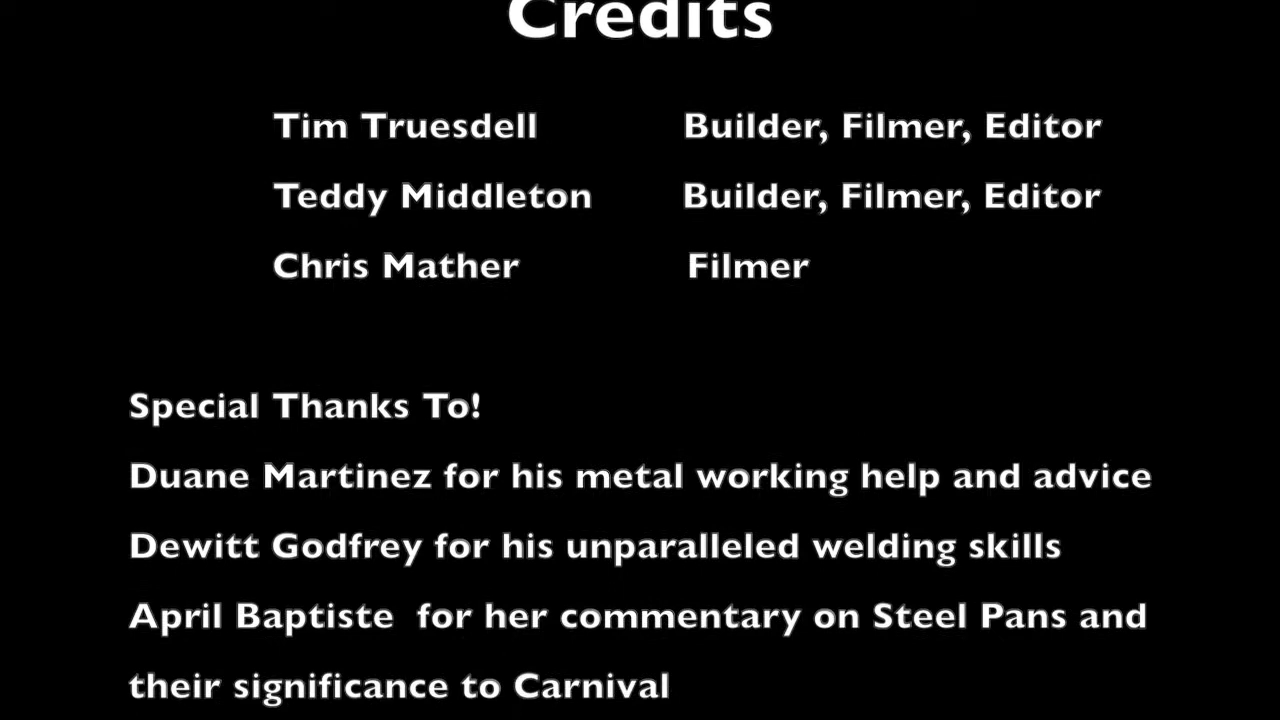 Credits
Tim Truesdell Builder, Filmer, Editor
Teddy Middleton Builder, Filmer, Editor
Chris Mather Filmer
Special Thanks To!
Duane Martinez for his metal working help and advice
Dewitt Godfrey for his unparalleled welding skills
April Baptiste for her commentary on Steel Pans and
their significance to Carnival